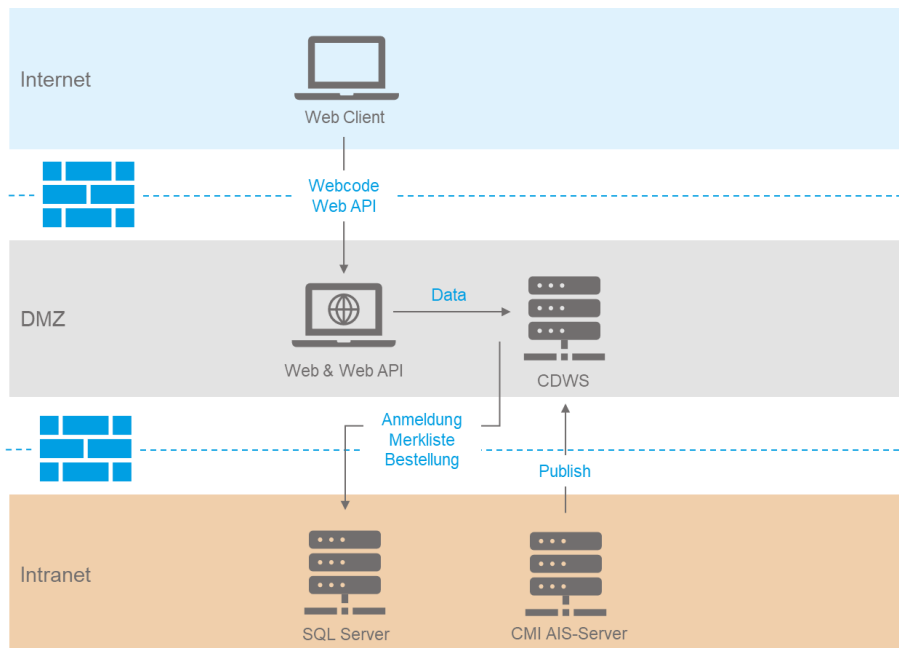 Internet
Web Client
Webcode
Web API
DMZ
Data
Web & Web API
CDWS
Anmeldung
Merkliste
Bestellung
Publish
Intranet
SQL Server
CMI AIS-Server